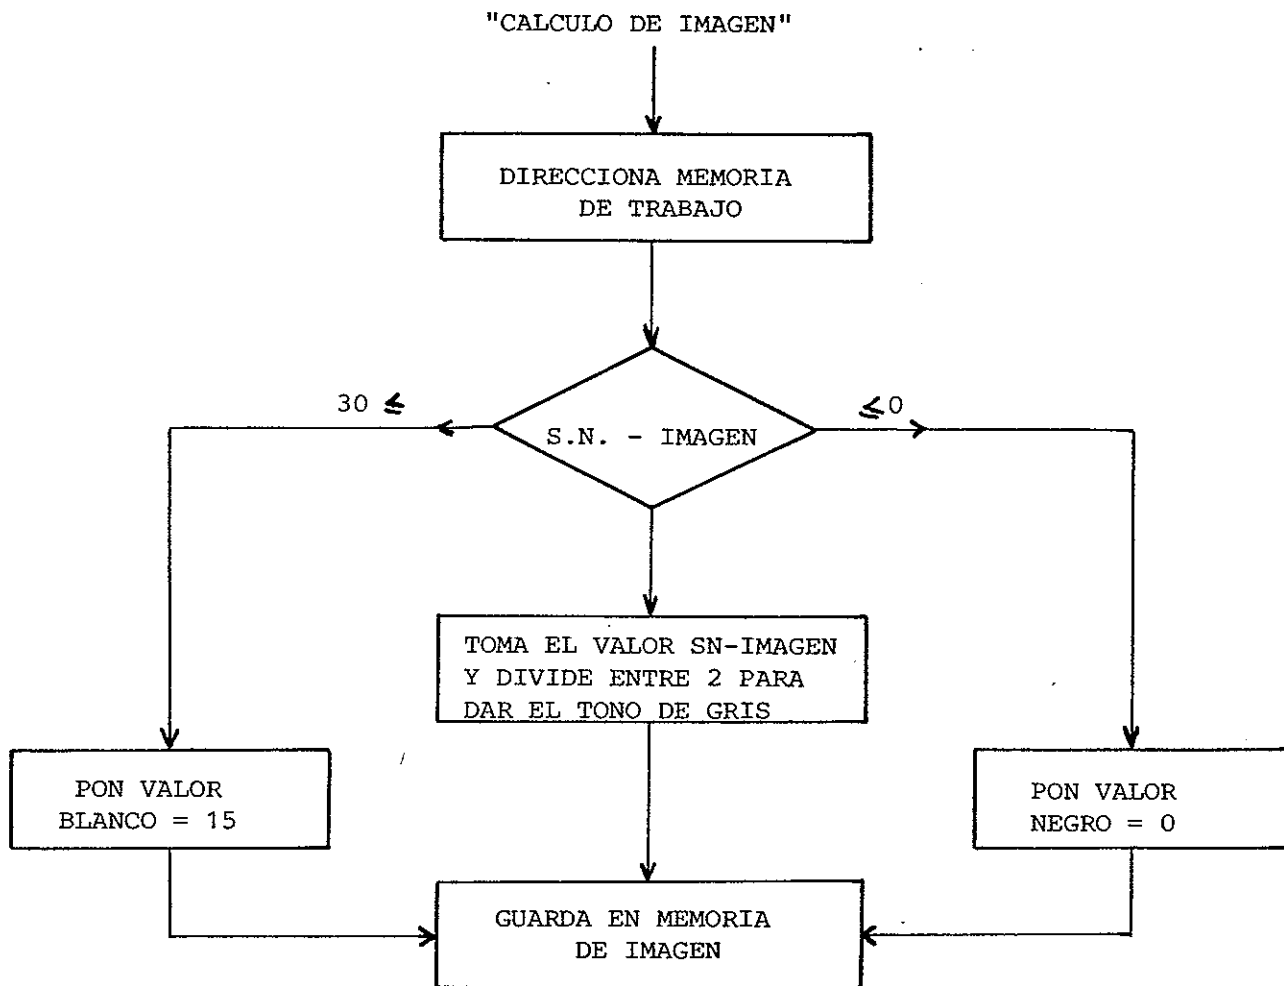 "CALCULO DE IMAGEN"
DIRECCIONA MEMORIA
DE TRABAJO
30 ≤
≤0
S.N. - IMAGEN
TOMA EL VALOR SN-IMAGEN
Y DIVIDE ENTRE 2 PARA
DAR EL TONO DE GRIS
PON VALOR
BLANCO = 15
PON VALOR
NEGRO = 0
GUARDA EN MEMORIA
DE IMAGEN